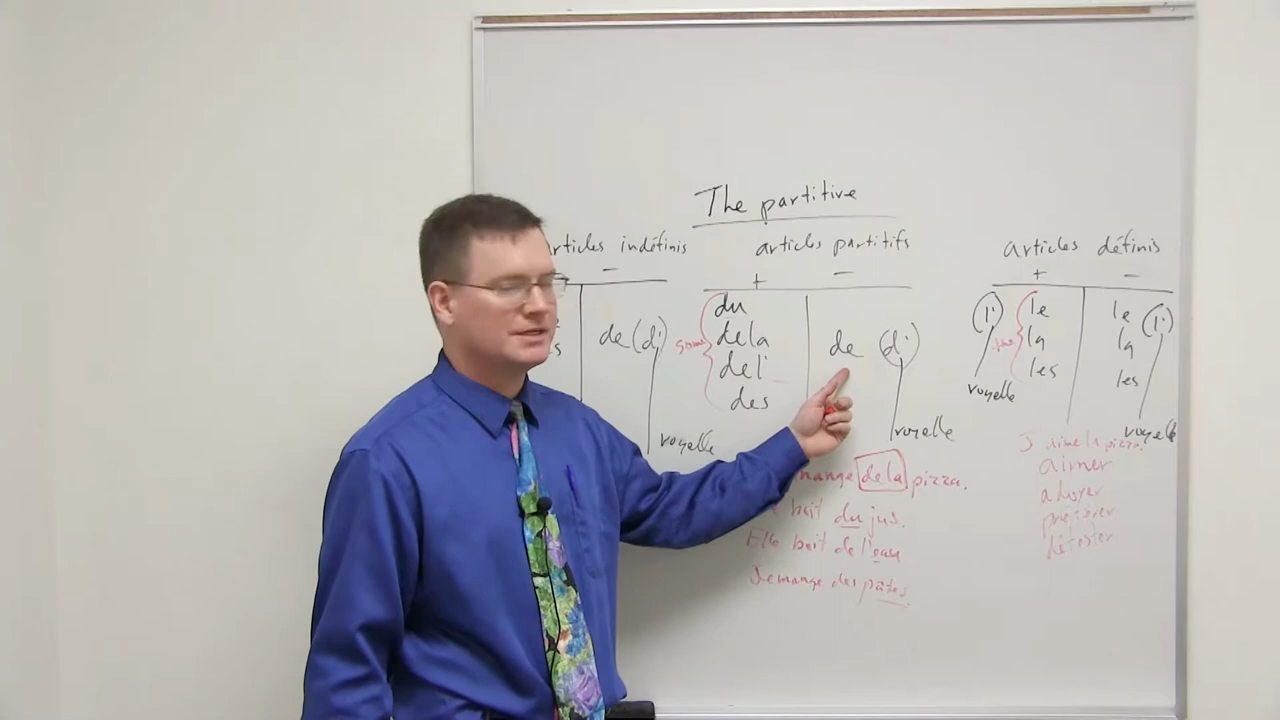 The partitive
rticles indéfinis
articles partitifs
articles définis
-
+
-
+
-
de (d')
voyelle
some
du
de la
de l'
des
de (d')
voyelle
(l')
voyelle
le
la
les
le
la
les
(l')
voyelle
mange de la pizza.
boit du jus.
Elle boit de l'eau
Je mange des pâtes.
J'aime la pizza.
aimer
détester